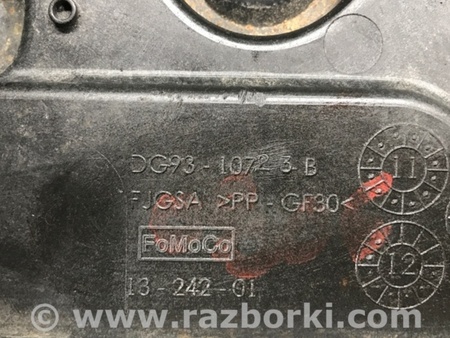 DG93-10723-B
FJGSA >PP-GF30<
FoMoCo
13-242-01
11
12
© www.razborki.com